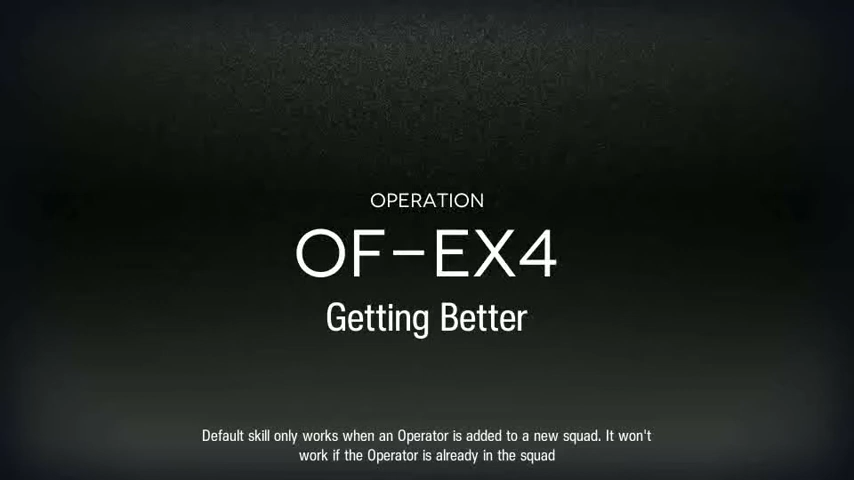 OPERATION
OF-EX4
Getting Better
Default skill only works when an Operator is added to a new squad. It won't
work if the Operator is already in the squad